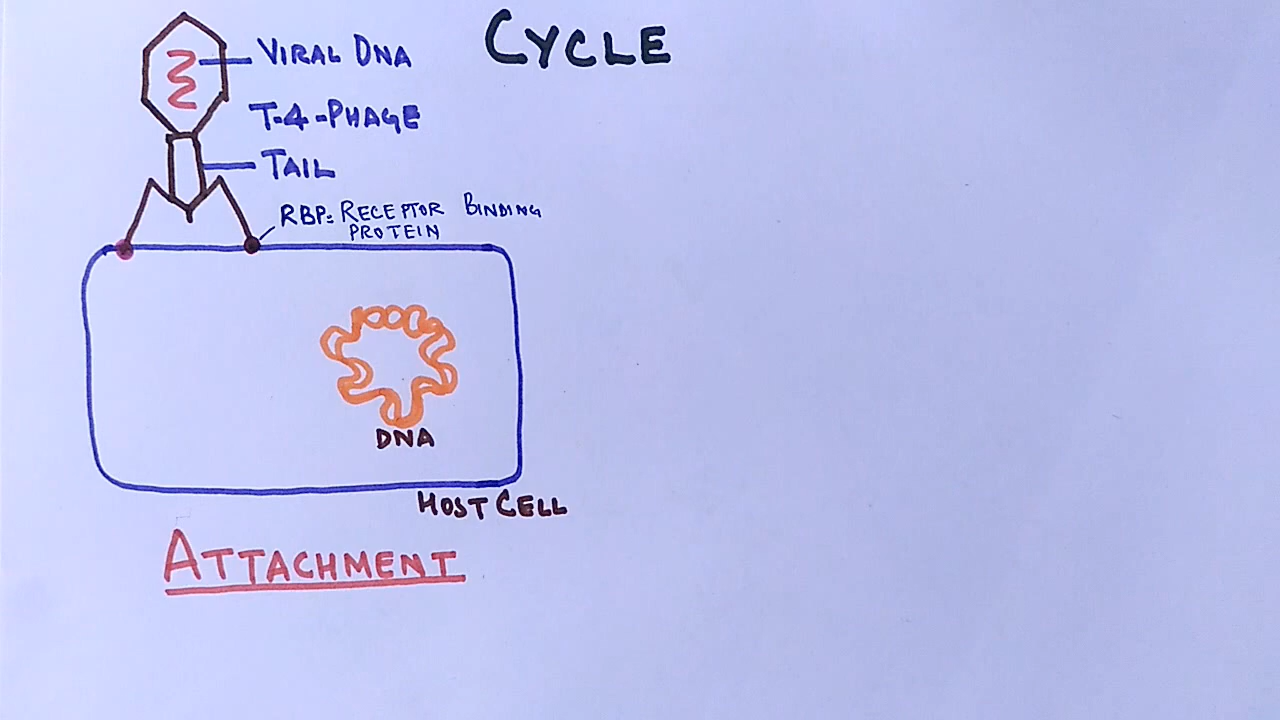 CYCLE
VIRAL DNA
T-4-PHAGE
TAIL
RBP: RECEPTOR BINDING
PROTEIN
DNA
HOST CELL
ATTACHMENT